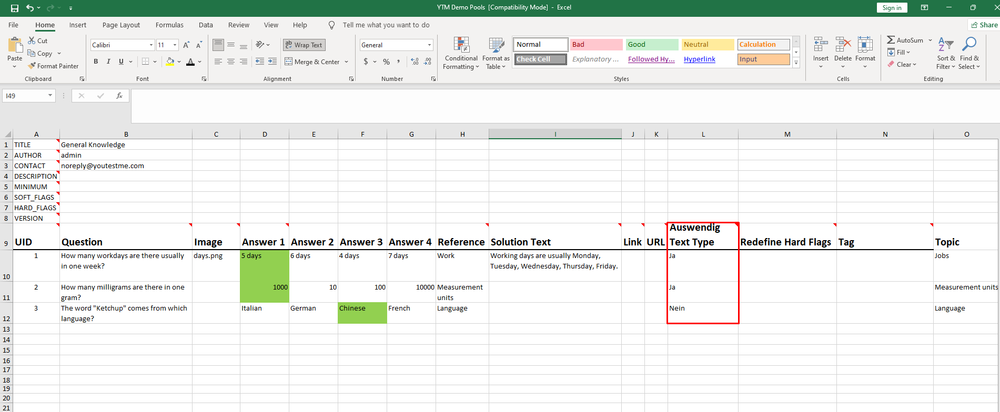 YTM Demo Pools [Compatibility Mode] - Excel
Sign in
File Home Insert Page Layout Formulas Data Review View Help Tell me what you want to do
Share
Paste
Cut
Copy
Format Painter
Clipboard
Calibri 11
B I U A
Font
Wrap Text
Merge & Center
Alignment
General
$ % ,
Number
Conditional Formatting
Format as Table
Normal Bad Good Neutral Calculation
Check Cell Explanatory ... Followed Hy... Hyperlink Input
Styles
Insert Delete Format
Cells
AutoSum
Fill
Clear
Sort & Filter
Find & Select
Editing
I49
fx
A B C D E F G H I J K L M N O
1 TITLE General Knowledge
2 AUTHOR admin
3 CONTACT noreply@youtestme.com
4 DESCRIPTION
5 MINIMUM
6 SOFT_FLAGS
7 HARD_FLAGS
8 VERSION
9 UID Question Image Answer 1 Answer 2 Answer 3 Answer 4 Reference Solution Text Link URL Auswendig Text Type Redefine Hard Flags Tag Topic
10 1 How many workdays are there usually in one week? days.png 5 days 6 days 4 days 7 days Work Working days are usually Monday, Tuesday, Wednesday, Thursday, Friday. Ja Jobs
11 2 How many milligrams are there in one gram? 1000 10 100 10000 Measurement units Ja Measurement units
12 3 The word "Ketchup" comes from which language? Italian German Chinese French Language Nein Language
13
14
15
16
17
18
19
20
21